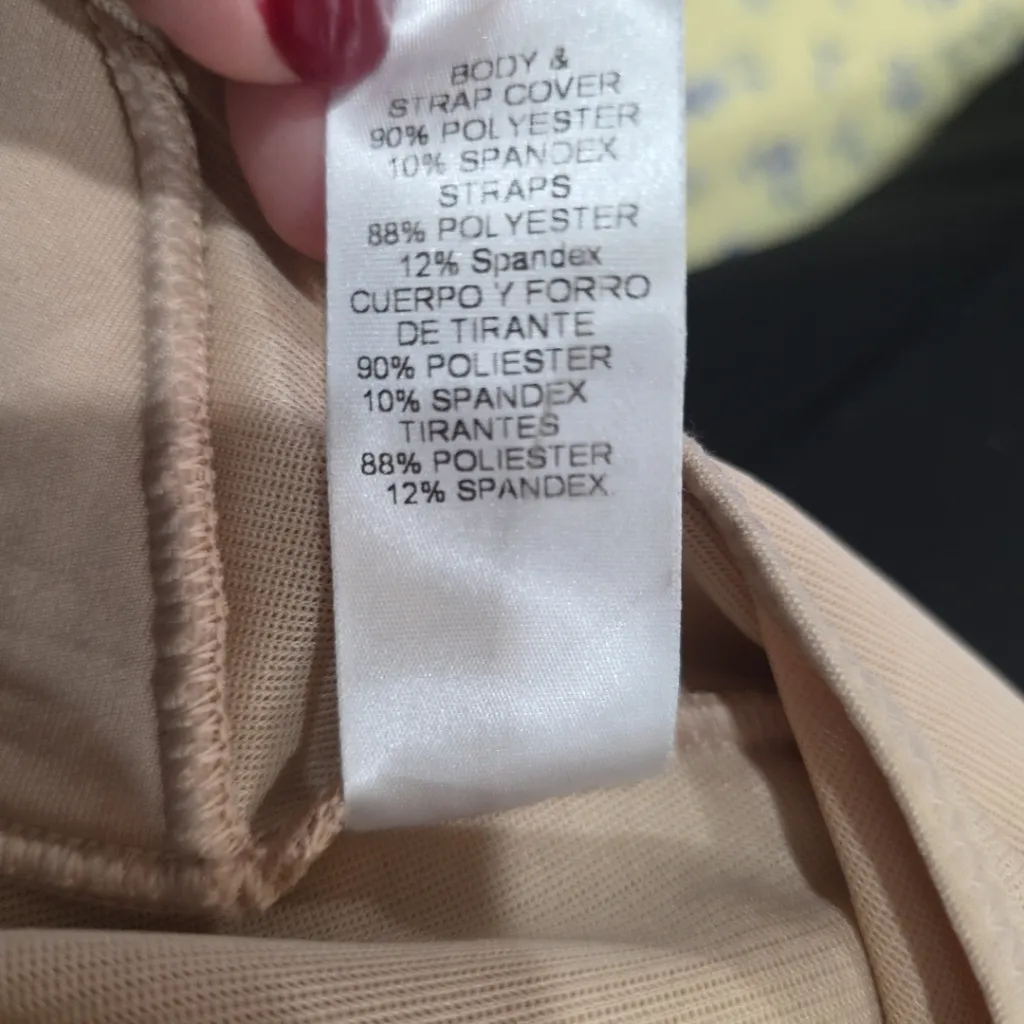 BODY &
STRAP COVER
90% POLYESTER
10% SPANDEX
STRAPS
88% POLYESTER
12% Spandex
CUERPO Y FORRO
DE TIRANTE
90% POLIESTER
10% SPANDEX
TIRANTES
88% POLIESTER
12% SPANDEX